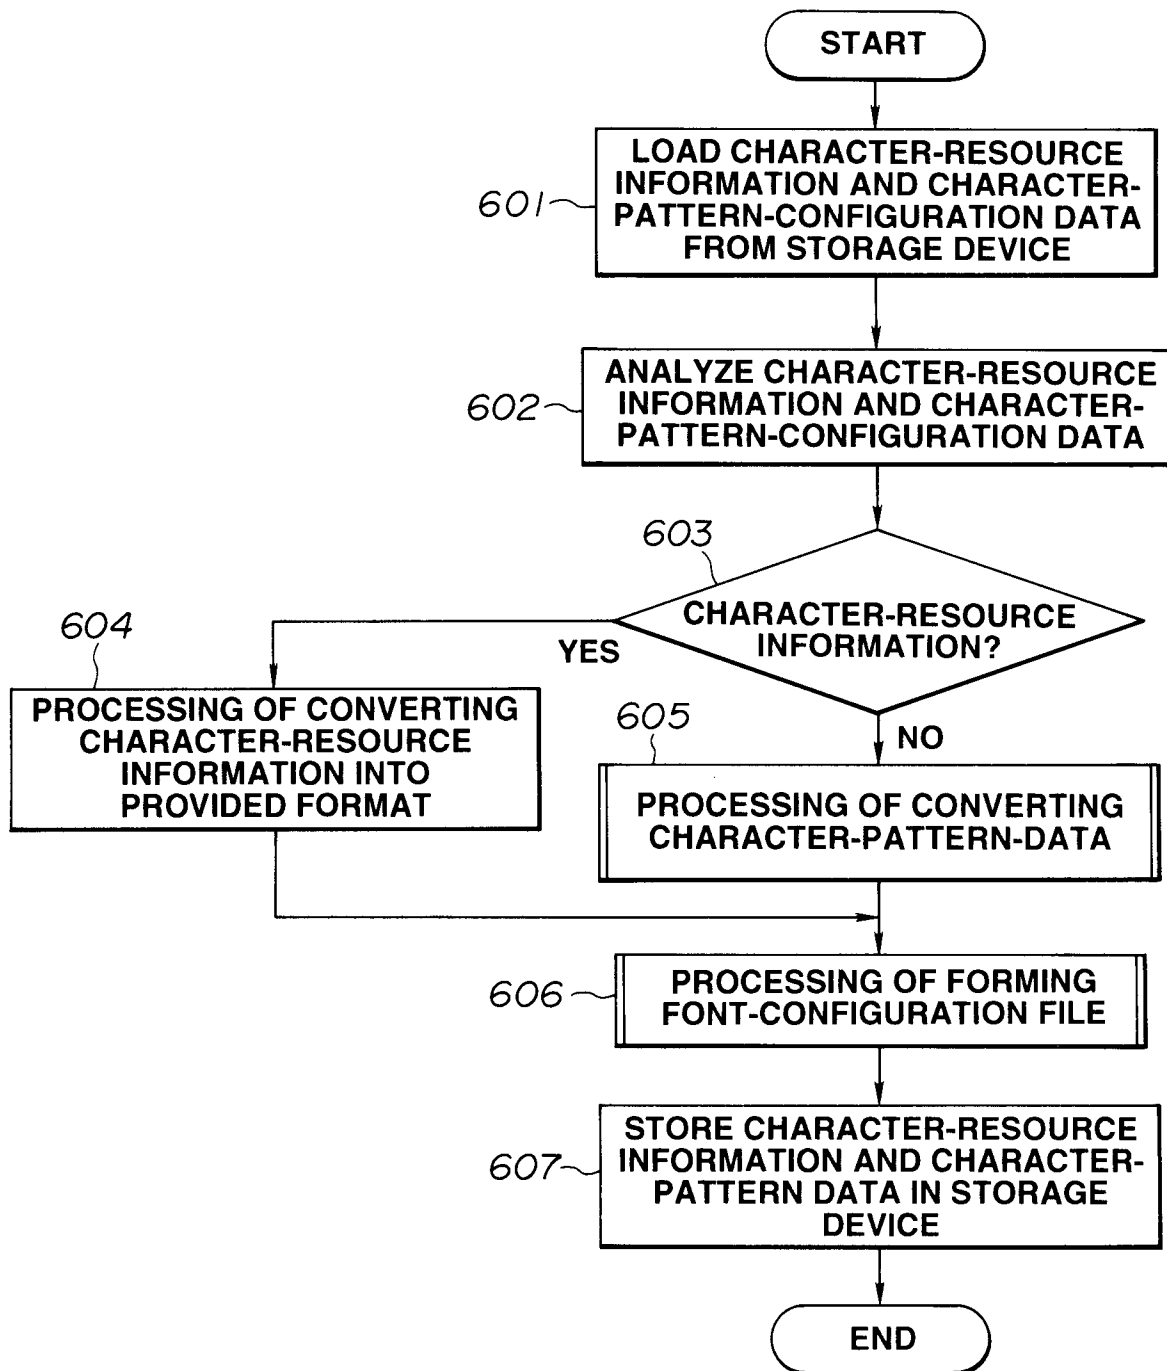 START
LOAD CHARACTER-RESOURCE
INFORMATION AND CHARACTER-
PATTERN-CONFIGURATION DATA
FROM STORAGE DEVICE
601
ANALYZE CHARACTER-RESOURCE
INFORMATION AND CHARACTER-
PATTERN-CONFIGURATION DATA
602
603
CHARACTER-RESOURCE
INFORMATION?
YES
NO
604
PROCESSING OF CONVERTING
CHARACTER-RESOURCE
INFORMATION INTO
PROVIDED FORMAT
605
PROCESSING OF CONVERTING
CHARACTER-PATTERN-DATA
606
PROCESSING OF FORMING
FONT-CONFIGURATION FILE
607
STORE CHARACTER-RESOURCE
INFORMATION AND CHARACTER-
PATTERN DATA IN STORAGE
DEVICE
END